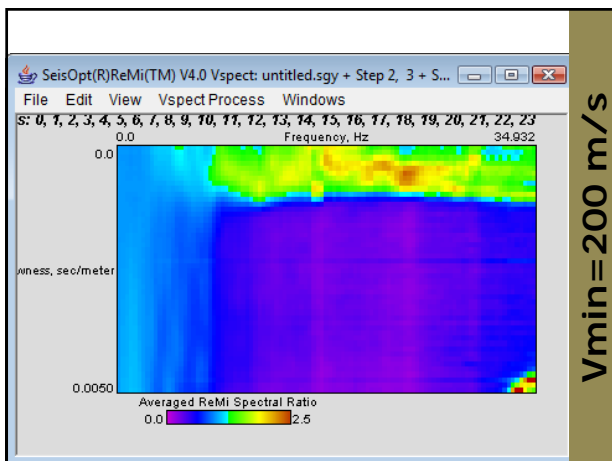 SeisOpt(R)ReMi(TM) V4.0 Vspect: untitled.sgy + Step 2, 3 + S...
File Edit View Vspect Process Windows
s: 0, 1, 2, 3, 4, 5, 6, 7, 8, 9, 10, 11, 12, 13, 14, 15, 16, 17, 18, 19, 20, 21, 22, 23
0.0 Frequency, Hz 34.932
0.0
wness, sec/meter
0.0050
Averaged ReMi Spectral Ratio
0.0 2.5
Vmin=200 m/s